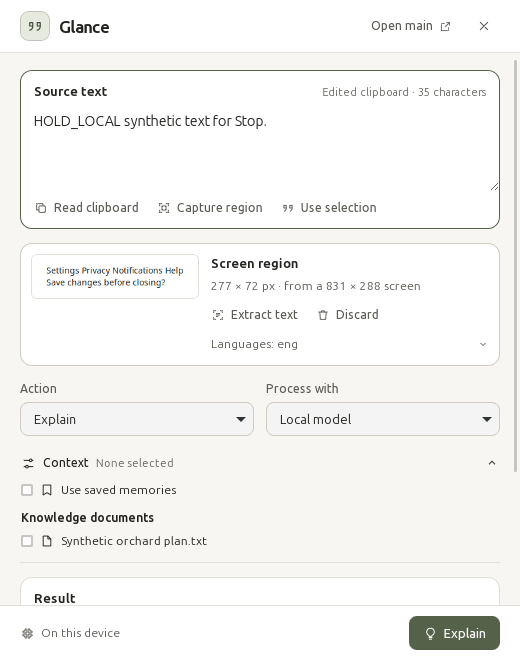 Glance
Open main
Source text
Edited clipboard · 35 characters
HOLD_LOCAL synthetic text for Stop.
Read clipboard
Capture region
Use selection
Settings Privacy Notifications Help
Save changes before closing?
Screen region
277 × 72 px · from a 831 × 288 screen
Extract text
Discard
Languages: eng
Action
Process with
Explain
Local model
Context None selected
Use saved memories
Knowledge documents
Synthetic orchard plan.txt
Result
On this device
Explain